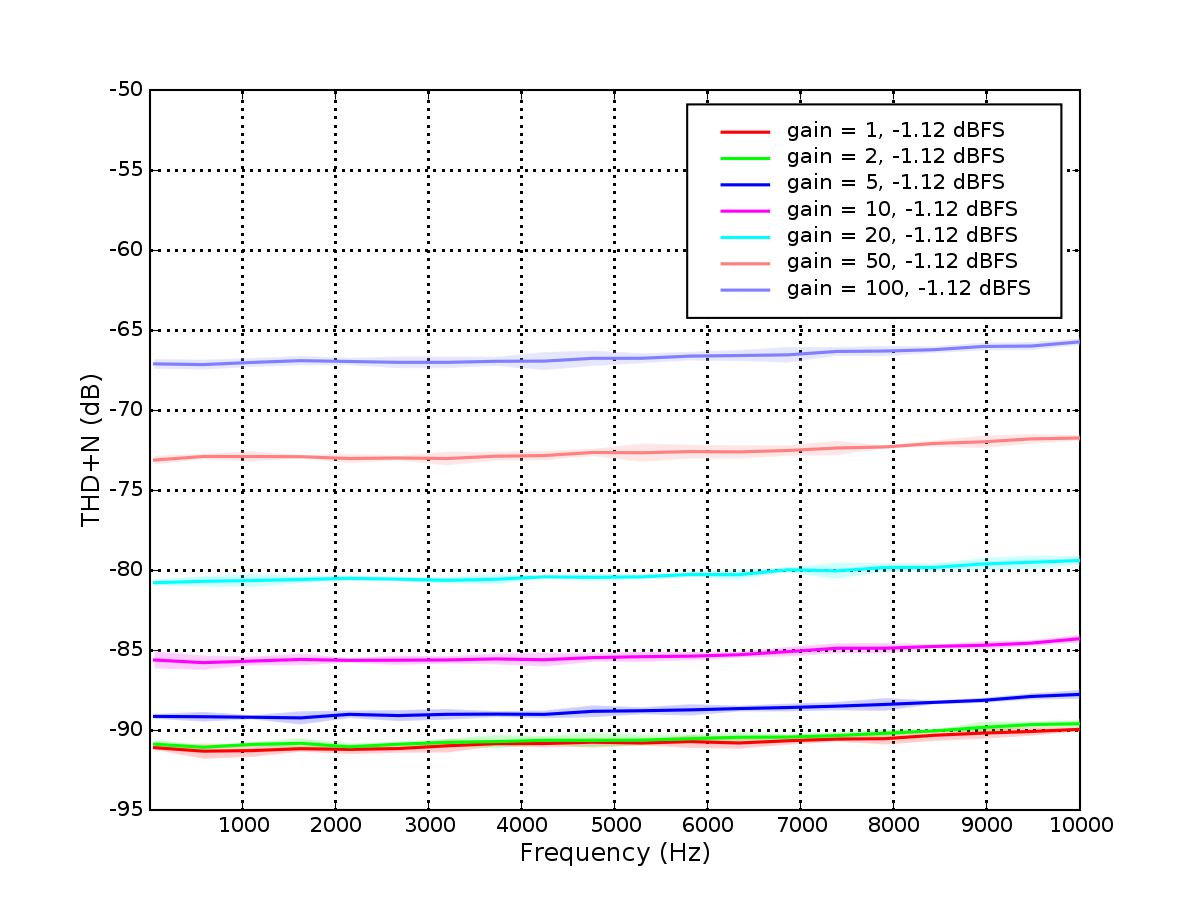 -50
-55
-60
-65
-70
-75
-80
-85
-90
-95
THD+N (dB)
gain = 1, -1.12 dBFS
gain = 2, -1.12 dBFS
gain = 5, -1.12 dBFS
gain = 10, -1.12 dBFS
gain = 20, -1.12 dBFS
gain = 50, -1.12 dBFS
gain = 100, -1.12 dBFS
1000 2000 3000 4000 5000 6000 7000 8000 9000 10000
Frequency (Hz)